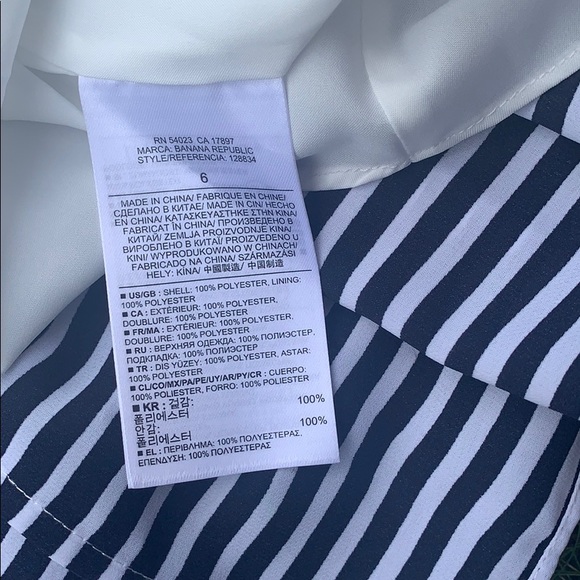 RN 54023 CA 17897
MARCA: BANANA REPUBLIC
STYLE/REFERENCIA: 128834
6
MADE IN CHINA/ FABRIQUE EN CHINE/
СДЕЛАНО В КИТАЕ/ MADE IN CIN/ HECHO
EN CHINA/ ΚΑΤΑΣΚΕΥΑΣΤΗΚΕ ΣΤΗΝ ΚΙΝΑ/
FABRICAT ÎN CHINA/ ПРОИЗВЕДЕНО В
КИТАЙ/ ZEMLJA PROIZVODNJE KINA/
ВИРОБЛЕНО В КИТАЇ/ PROIZVEDENO U
KINI/ WYPRODUKOWANO W CHINACH/
FABRICADO NA CHINA/ SZÁRMAZÁSI
HELY: KÍNA/ 中國製造/ 中国制造
■ US/GB : SHELL: 100% POLYESTER, LINING:
100% POLYESTER
■ CA : EXTÉRIEUR: 100% POLYESTER,
DOUBLURE: 100% POLYESTER
■ FR/MA : EXTÉRIEUR: 100% POLYESTER,
DOUBLURE: 100% POLYESTER
■ RU : ВЕРХНЯЯ ОДЕЖДА: 100% ПОЛИЭСТЕР,
ПОДКЛАДКА: 100% ПОЛИЭСТЕР
■ TR : DIS YÜZEY: 100% POLYESTER, ASTAR:
100% POLYESTER
■ CL/CO/MX/PA/PE/UY/AR/PY/CR : CUERPO:
100% POLIÉSTER, FORRO: 100% POLIÉSTER
■ KR : 겉감: 100%
폴리에스터
안감: 100%
폴리에스터
■ EL : ΠΕΡΙΒΛΗΜΑ: 100% ΠΟΛΥΕΣΤΕΡΑΣ,
ΕΠΕΝΔΥΣΗ: 100% ΠΟΛΥΕΣΤΕΡΑΣ